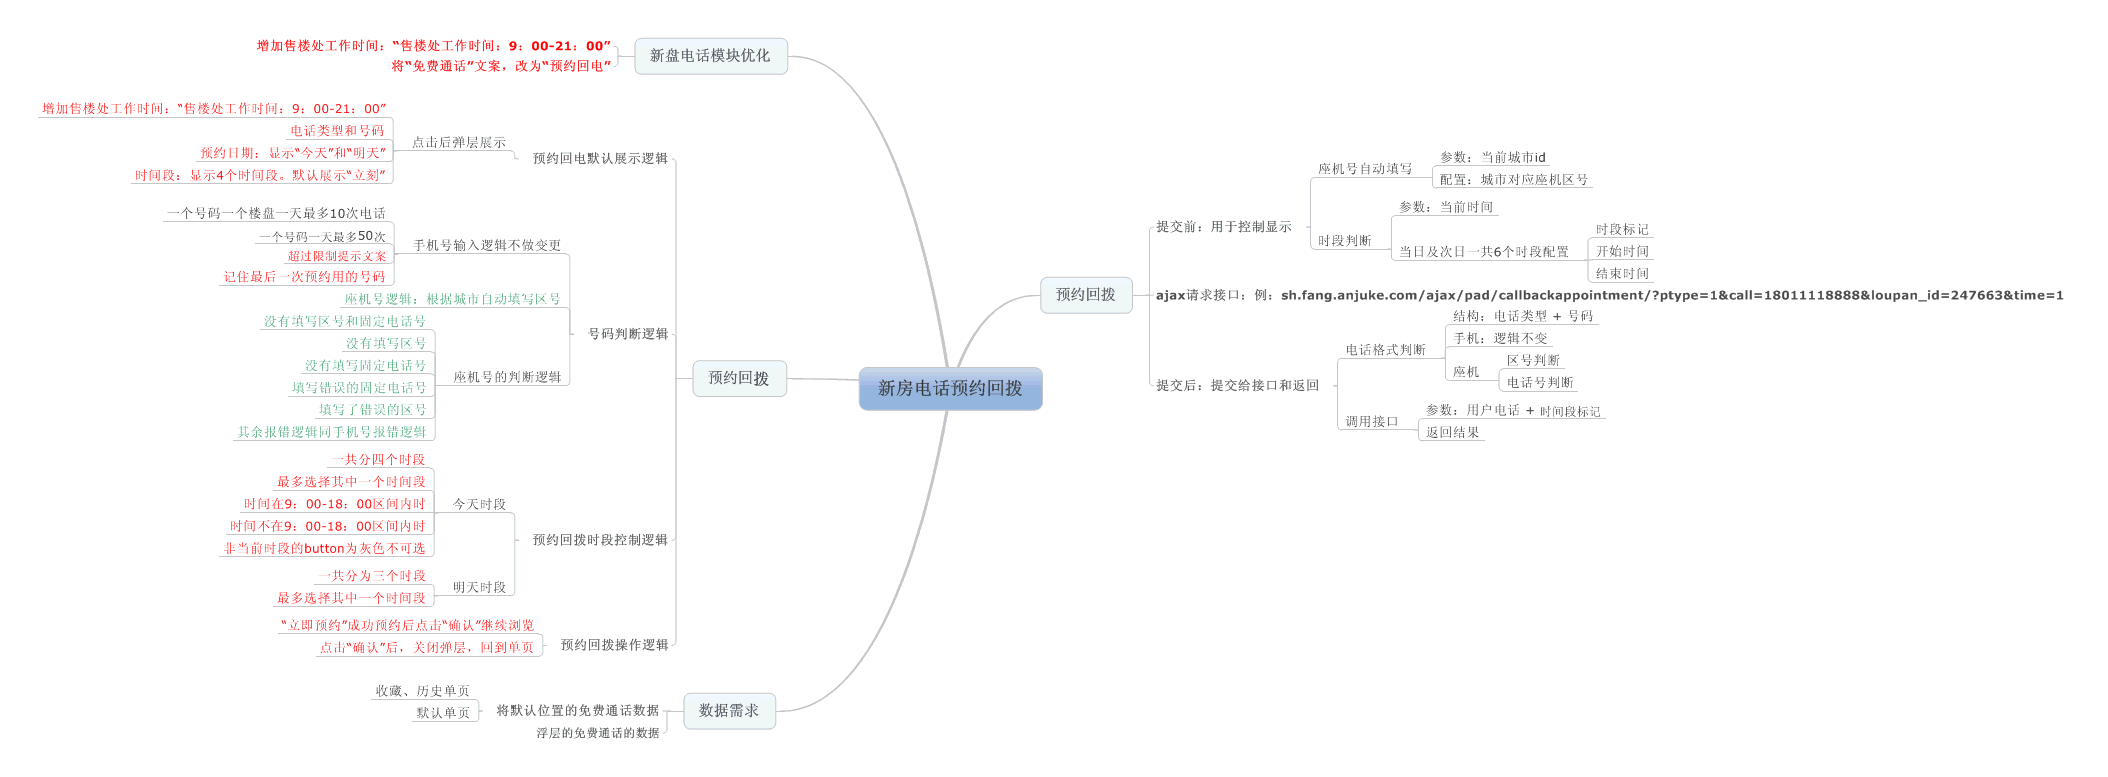 增加售楼处工作时间：“售楼处工作时间：9：00-21：00”
将“免费通话”文案，改为“预约回电”
新盘电话模块优化
增加售楼处工作时间：“售楼处工作时间：9：00-21：00”
电话类型和号码
预约日期：显示“今天”和“明天”
时间段：显示4个时间段。默认展示“立刻”
点击后弹层展示
预约回电默认展示逻辑
一个号码一个楼盘一天最多10次电话
一个号码一天最多50次
超过限制提示文案
记住最后一次预约用的号码
手机号输入逻辑不做变更
座机号逻辑：根据城市自动填写区号
没有填写区号和固定电话号
没有填写区号
没有填写固定电话号
填写错误的固定电话号
填写了错误的区号
其余报错逻辑同手机号报错逻辑
座机号的判断逻辑
号码判断逻辑
预约回拨
一共分四个时段
最多选择其中一个时间段
时间在9：00-18：00区间内时
时间不在9：00-18：00区间内时
非当前时段的button为灰色不可选
今天时段
一共分为三个时段
最多选择其中一个时间段
明天时段
预约回拨时段控制逻辑
“立即预约”成功预约后点击“确认”继续浏览
点击“确认”后，关闭弹层，回到单页
预约回拨操作逻辑
收藏、历史单页
默认单页
将默认位置的免费通话数据
浮层的免费通话的数据
数据需求
新房电话预约回拨
预约回拨
提交前：用于控制显示
座机号自动填写
参数：当前城市id
配置：城市对应座机区号
时段判断
参数：当前时间
当日及次日一共6个时段配置
时段标记
开始时间
结束时间
ajax请求接口：例：sh.fang.anjuke.com/ajax/pad/callbackappointment/?ptype=1&call=18011118888&loupan_id=247663&time=1
提交后：提交给接口和返回
电话格式判断
结构：电话类型 + 号码
手机：逻辑不变
座机
区号判断
电话号判断
调用接口
参数：用户电话 + 时间段标记
返回结果